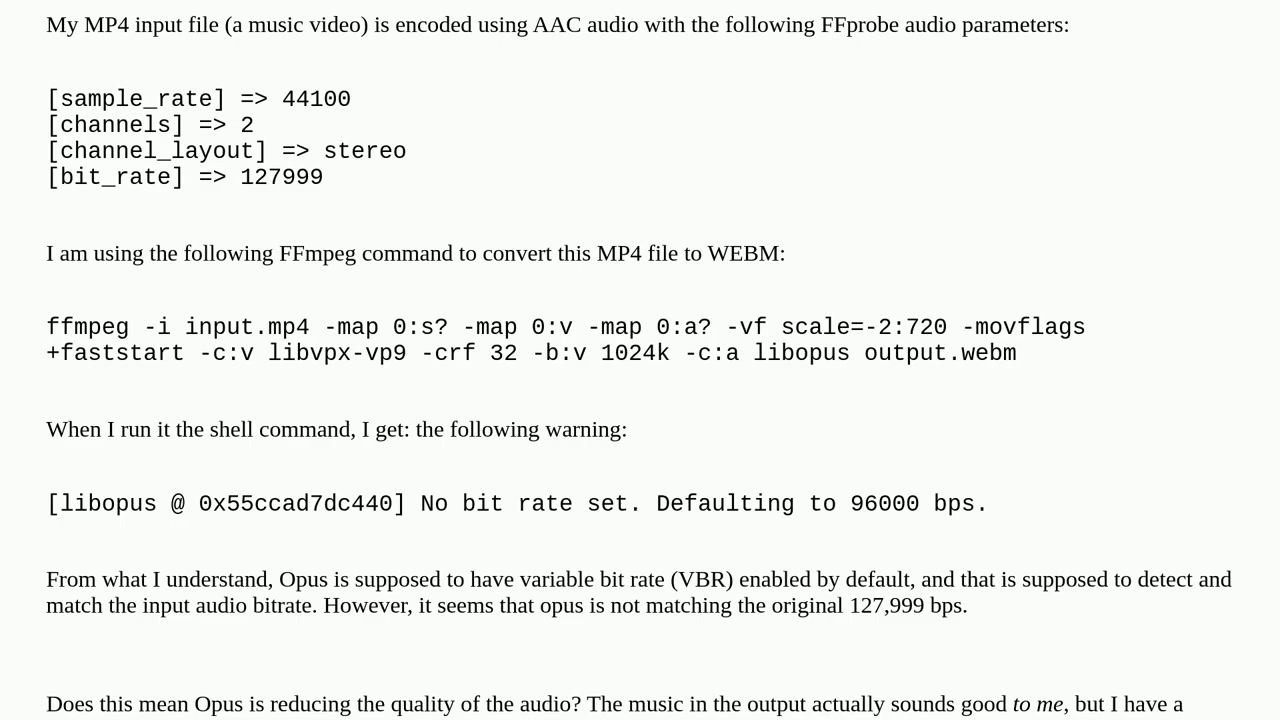 My MP4 input file (a music video) is encoded using AAC audio with the following FFprobe audio parameters:
[sample_rate] => 44100
[channels] => 2
[channel_layout] => stereo
[bit_rate] => 127999
I am using the following FFmpeg command to convert this MP4 file to WEBM:
ffmpeg -i input.mp4 -map 0:s? -map 0:v -map 0:a? -vf scale=-2:720 -movflags
+faststart -c:v libvpx-vp9 -crf 32 -b:v 1024k -c:a libopus output.webm
When I run it the shell command, I get: the following warning:
[libopus @ 0x55ccad7dc440] No bit rate set. Defaulting to 96000 bps.
From what I understand, Opus is supposed to have variable bit rate (VBR) enabled by default, and that is supposed to detect and
match the input audio bitrate. However, it seems that opus is not matching the original 127,999 bps.
Does this mean Opus is reducing the quality of the audio? The music in the output actually sounds good to me, but I have a